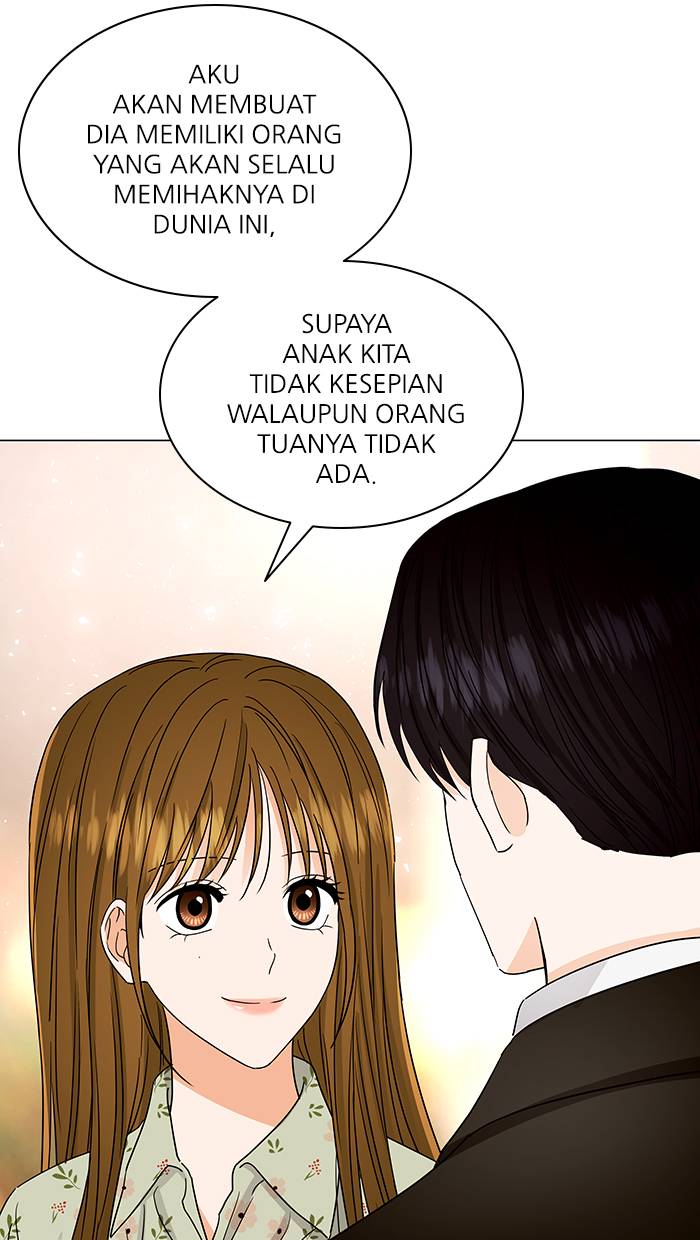 AKU
AKAN MEMBUAT
DIA MEMILIKI ORANG
YANG AKAN SELALU
MEMIHAKNYA DI
DUNIA INI,
SUPAYA
ANAK KITA
TIDAK KESEPIAN
WALAUPUN ORANG
TUANYA TIDAK
ADA.